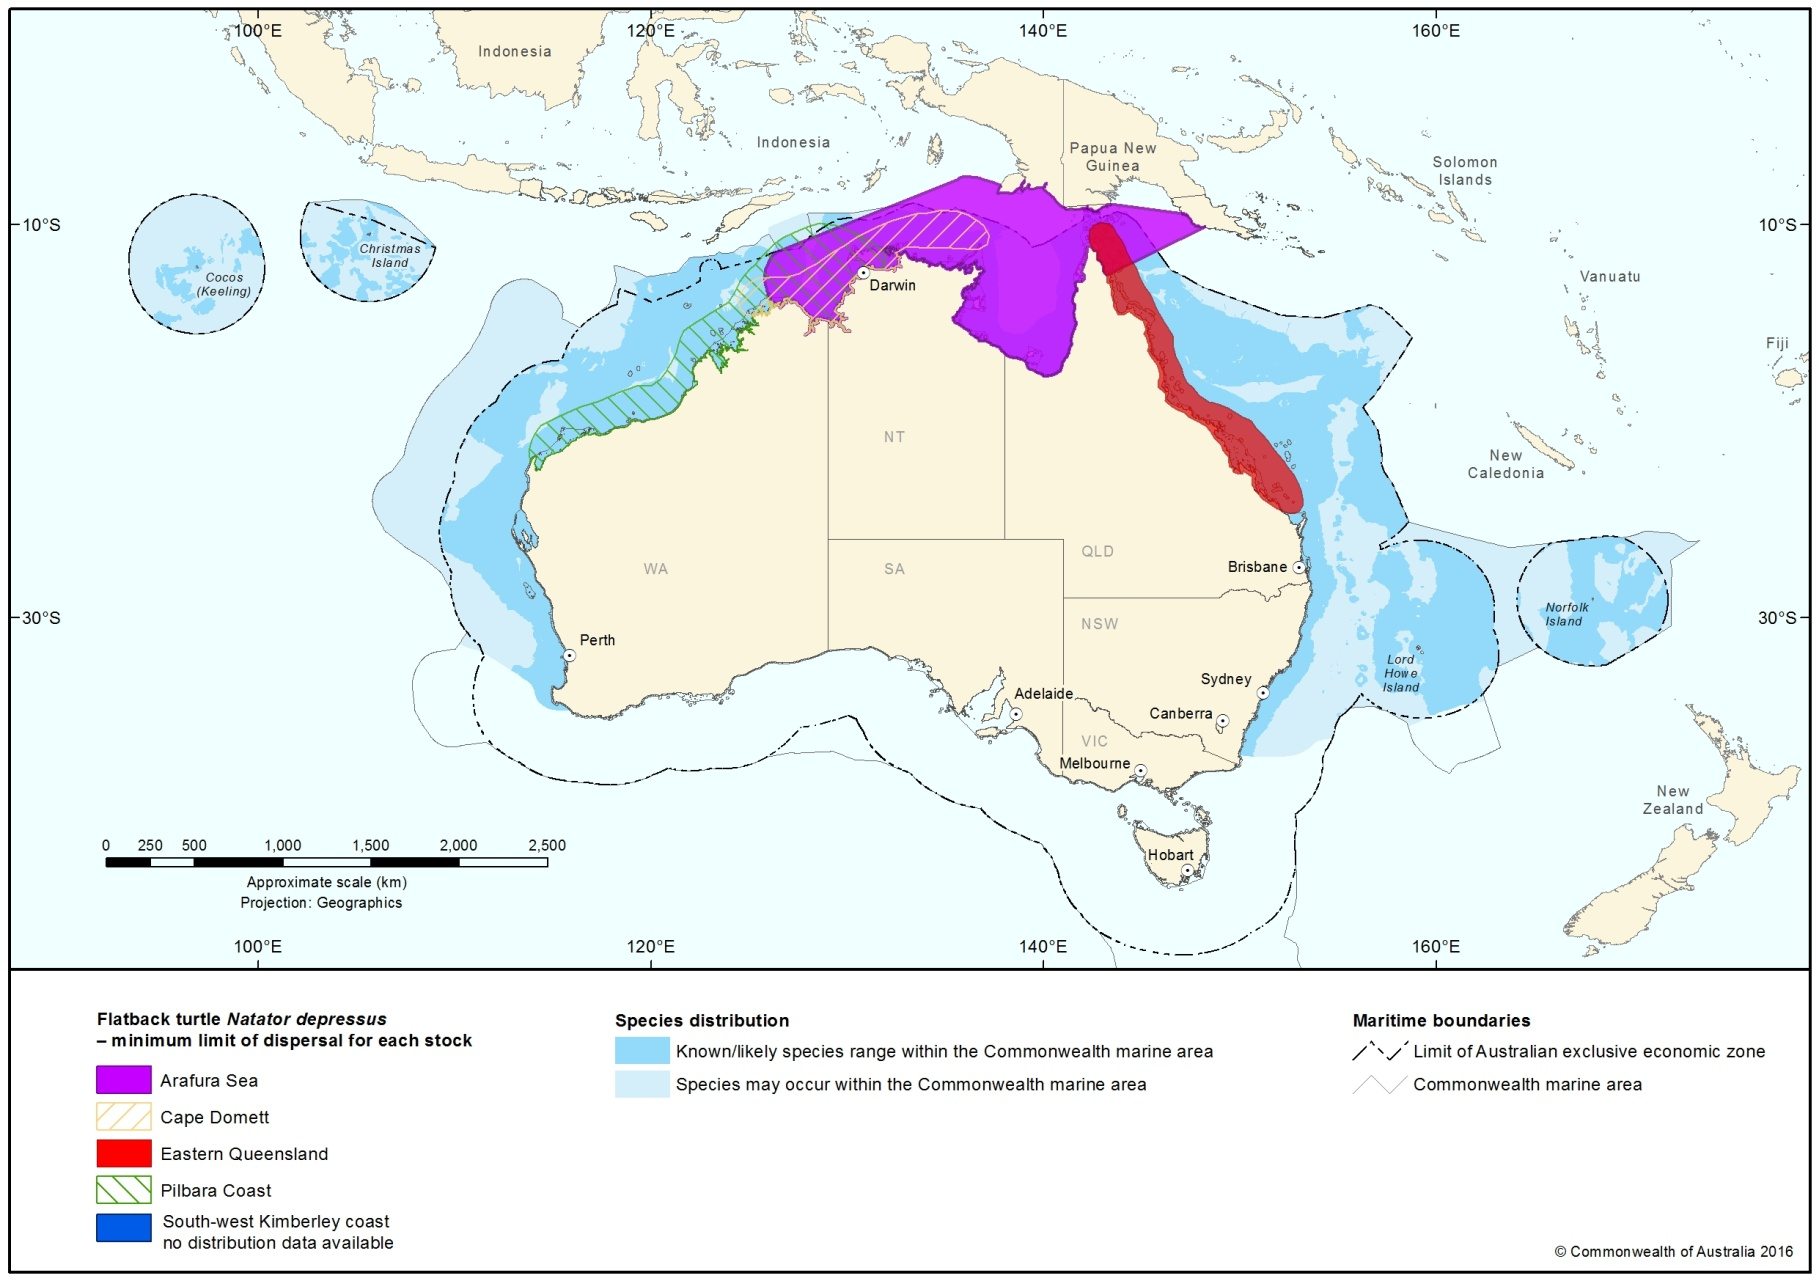 100°E
120°E
140°E
160°E
Indonesia
Indonesia
Papua New
Guinea
Solomon
Islands
10°S
10°S
Christmas
Island
Cocos
(Keeling)
Darwin
Vanuatu
Fiji
NT
New
Caledonia
QLD
WA
SA
Brisbane
Norfolk
Island
30°S
30°S
NSW
Perth
Lord
Howe
Island
Sydney
Adelaide
Canberra
VIC
Melbourne
New
Zealand
Hobart
0 250 500 1,000 1,500 2,000 2,500
Approximate scale (km)
Projection: Geographics
100°E
120°E
140°E
160°E
Flatback turtle Natator depressus
– minimum limit of dispersal for each stock
Arafura Sea
Cape Domett
Eastern Queensland
Pilbara Coast
South-west Kimberley coast
no distribution data available
Species distribution
Known/likely species range within the Commonwealth marine area
Species may occur within the Commonwealth marine area
Maritime boundaries
Limit of Australian exclusive economic zone
Commonwealth marine area
© Commonwealth of Australia 2016